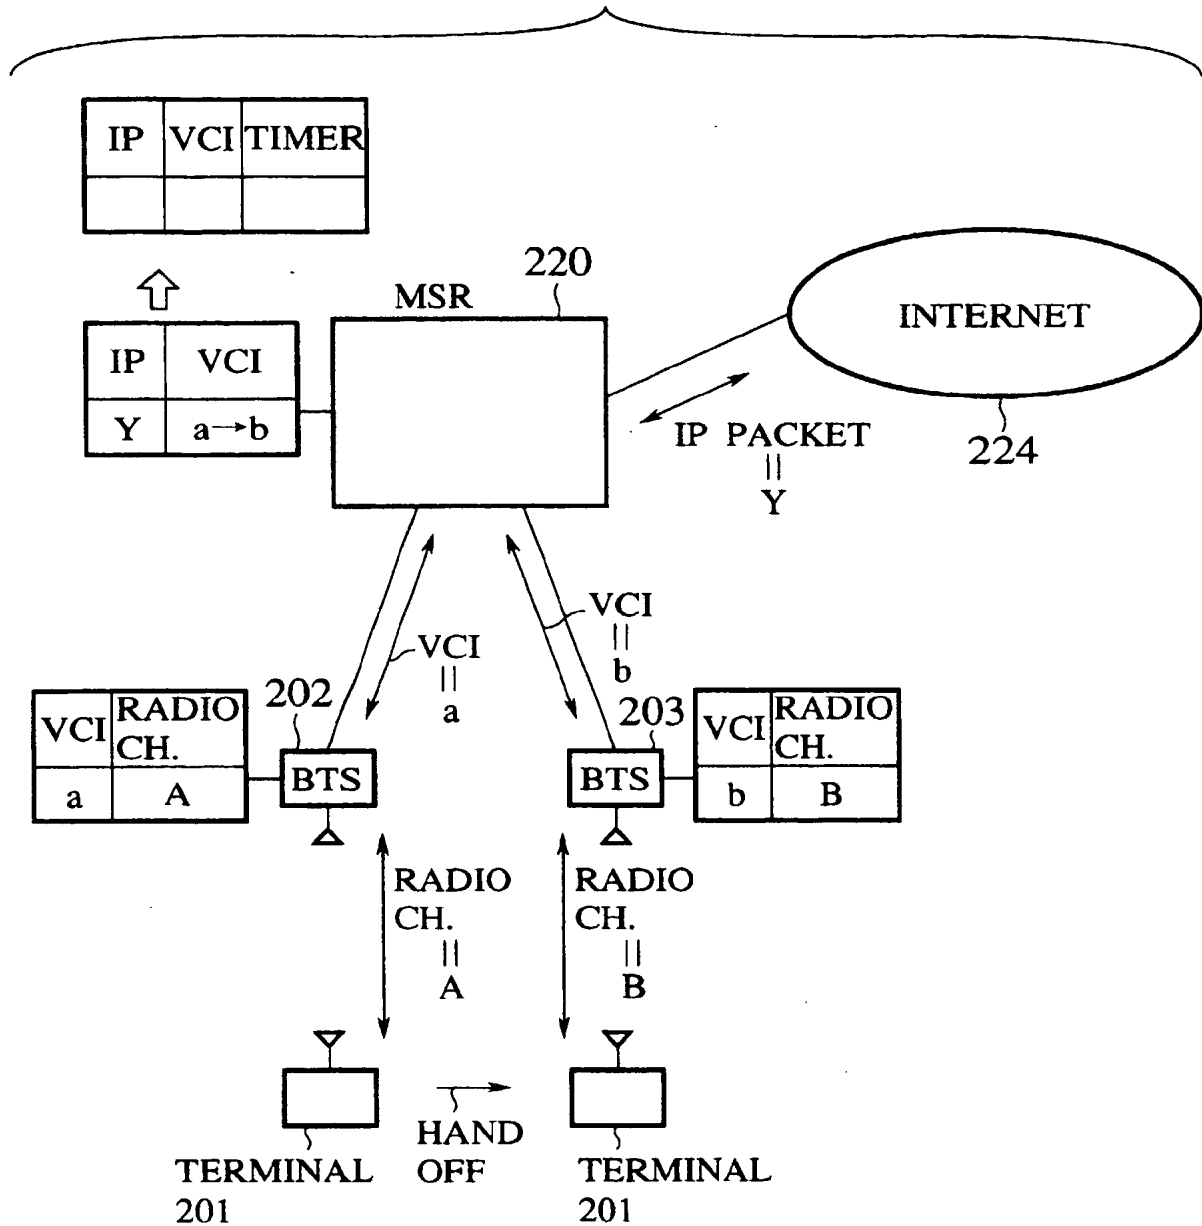 IP VCI TIMER
220
MSR
INTERNET
IP VCI
Y a→b
IP PACKET
=
Y
224
VCI
=
b
VCI
=
a
202
203
VCI RADIO CH.
a A
BTS
BTS
VCI RADIO CH.
b B
RADIO
CH.
=
A
RADIO
CH.
=
B
HAND
OFF
TERMINAL
201
TERMINAL
201